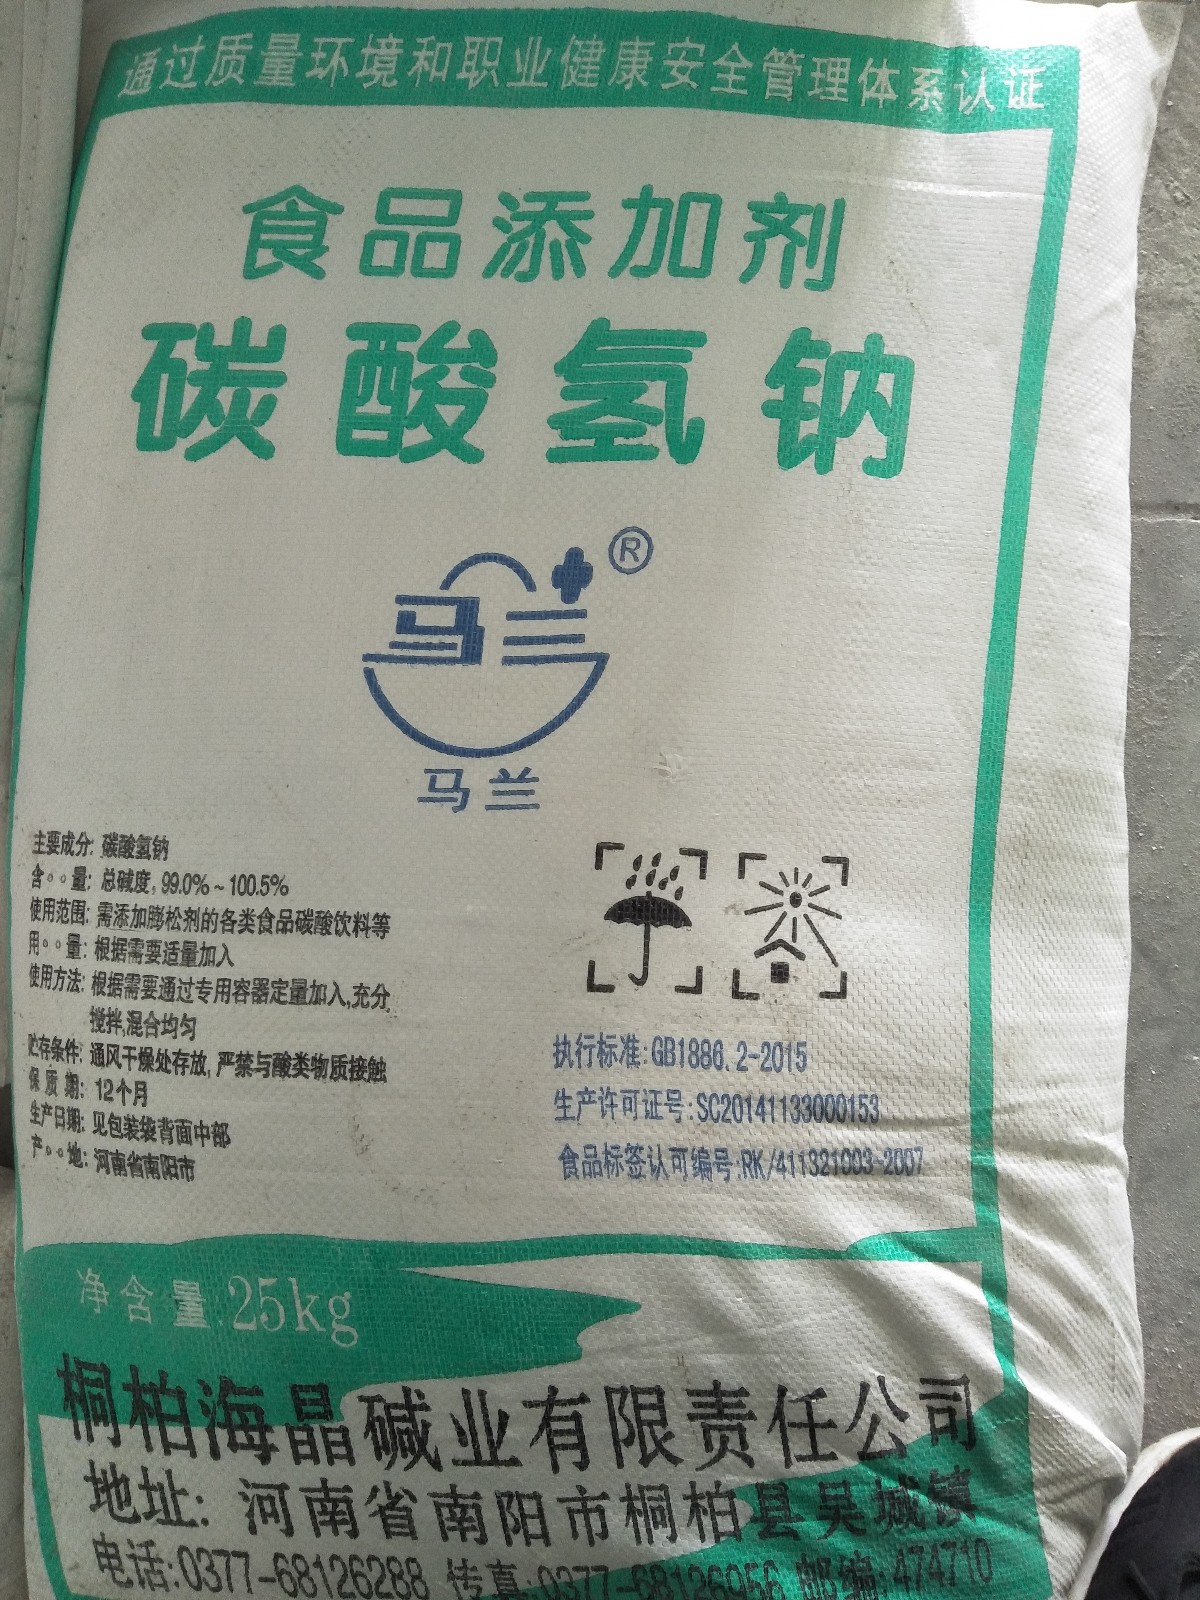 通过质量环境和职业健康安全管理体系认证
食品添加剂
碳酸氢钠
马兰®
马兰
主要成分: 碳酸氢钠
含 量: 总碱度, 99.0%~100.5%
使用范围: 需添加膨松剂的各类食品碳酸饮料等
用 量: 根据需要适量加入
使用方法: 根据需要通过专用容器定量加入,充分
搅拌,混合均匀
贮存条件: 通风干燥处存放, 严禁与酸类物质接触
保 质 期: 12个月
生产日期: 见包装袋背面中部
产 地: 河南省南阳市
执行标准:GB1886.2-2015
生产许可证号:SC20141133000153
食品标签认可编号:RK/411321003-2007
净含量:25kg
桐柏海晶碱业有限责任公司
地址: 河南省南阳市桐柏县吴城镇
电话:0377-68126288 传真:0377-68126956 邮编:474710